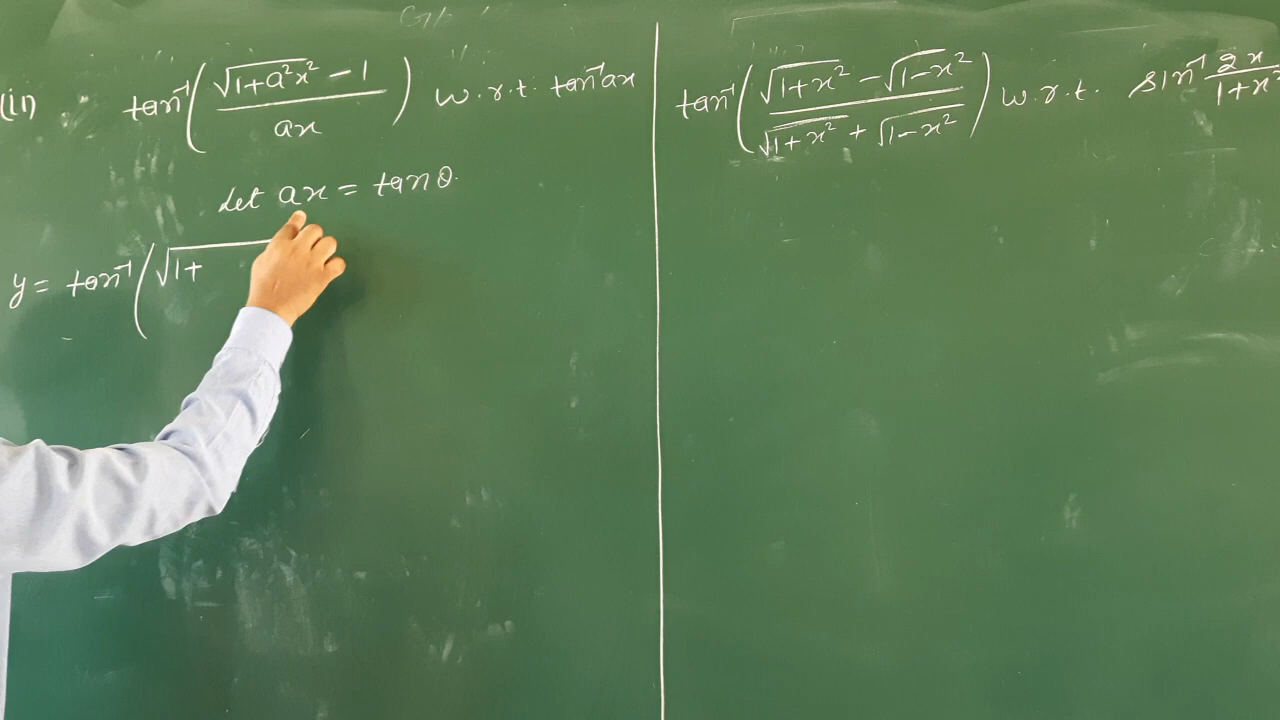 (ii) tan⁻¹(√(1+a²x²) - 1 / ax) w.r.t. tan⁻¹ax
Let ax = tanθ.
y = tan⁻¹(√1+
tan⁻¹(√(1+x²) - √(1-x²) / √(1+x²) + √(1-x²)) w.r.t. sin⁻¹ 2x/1+x²